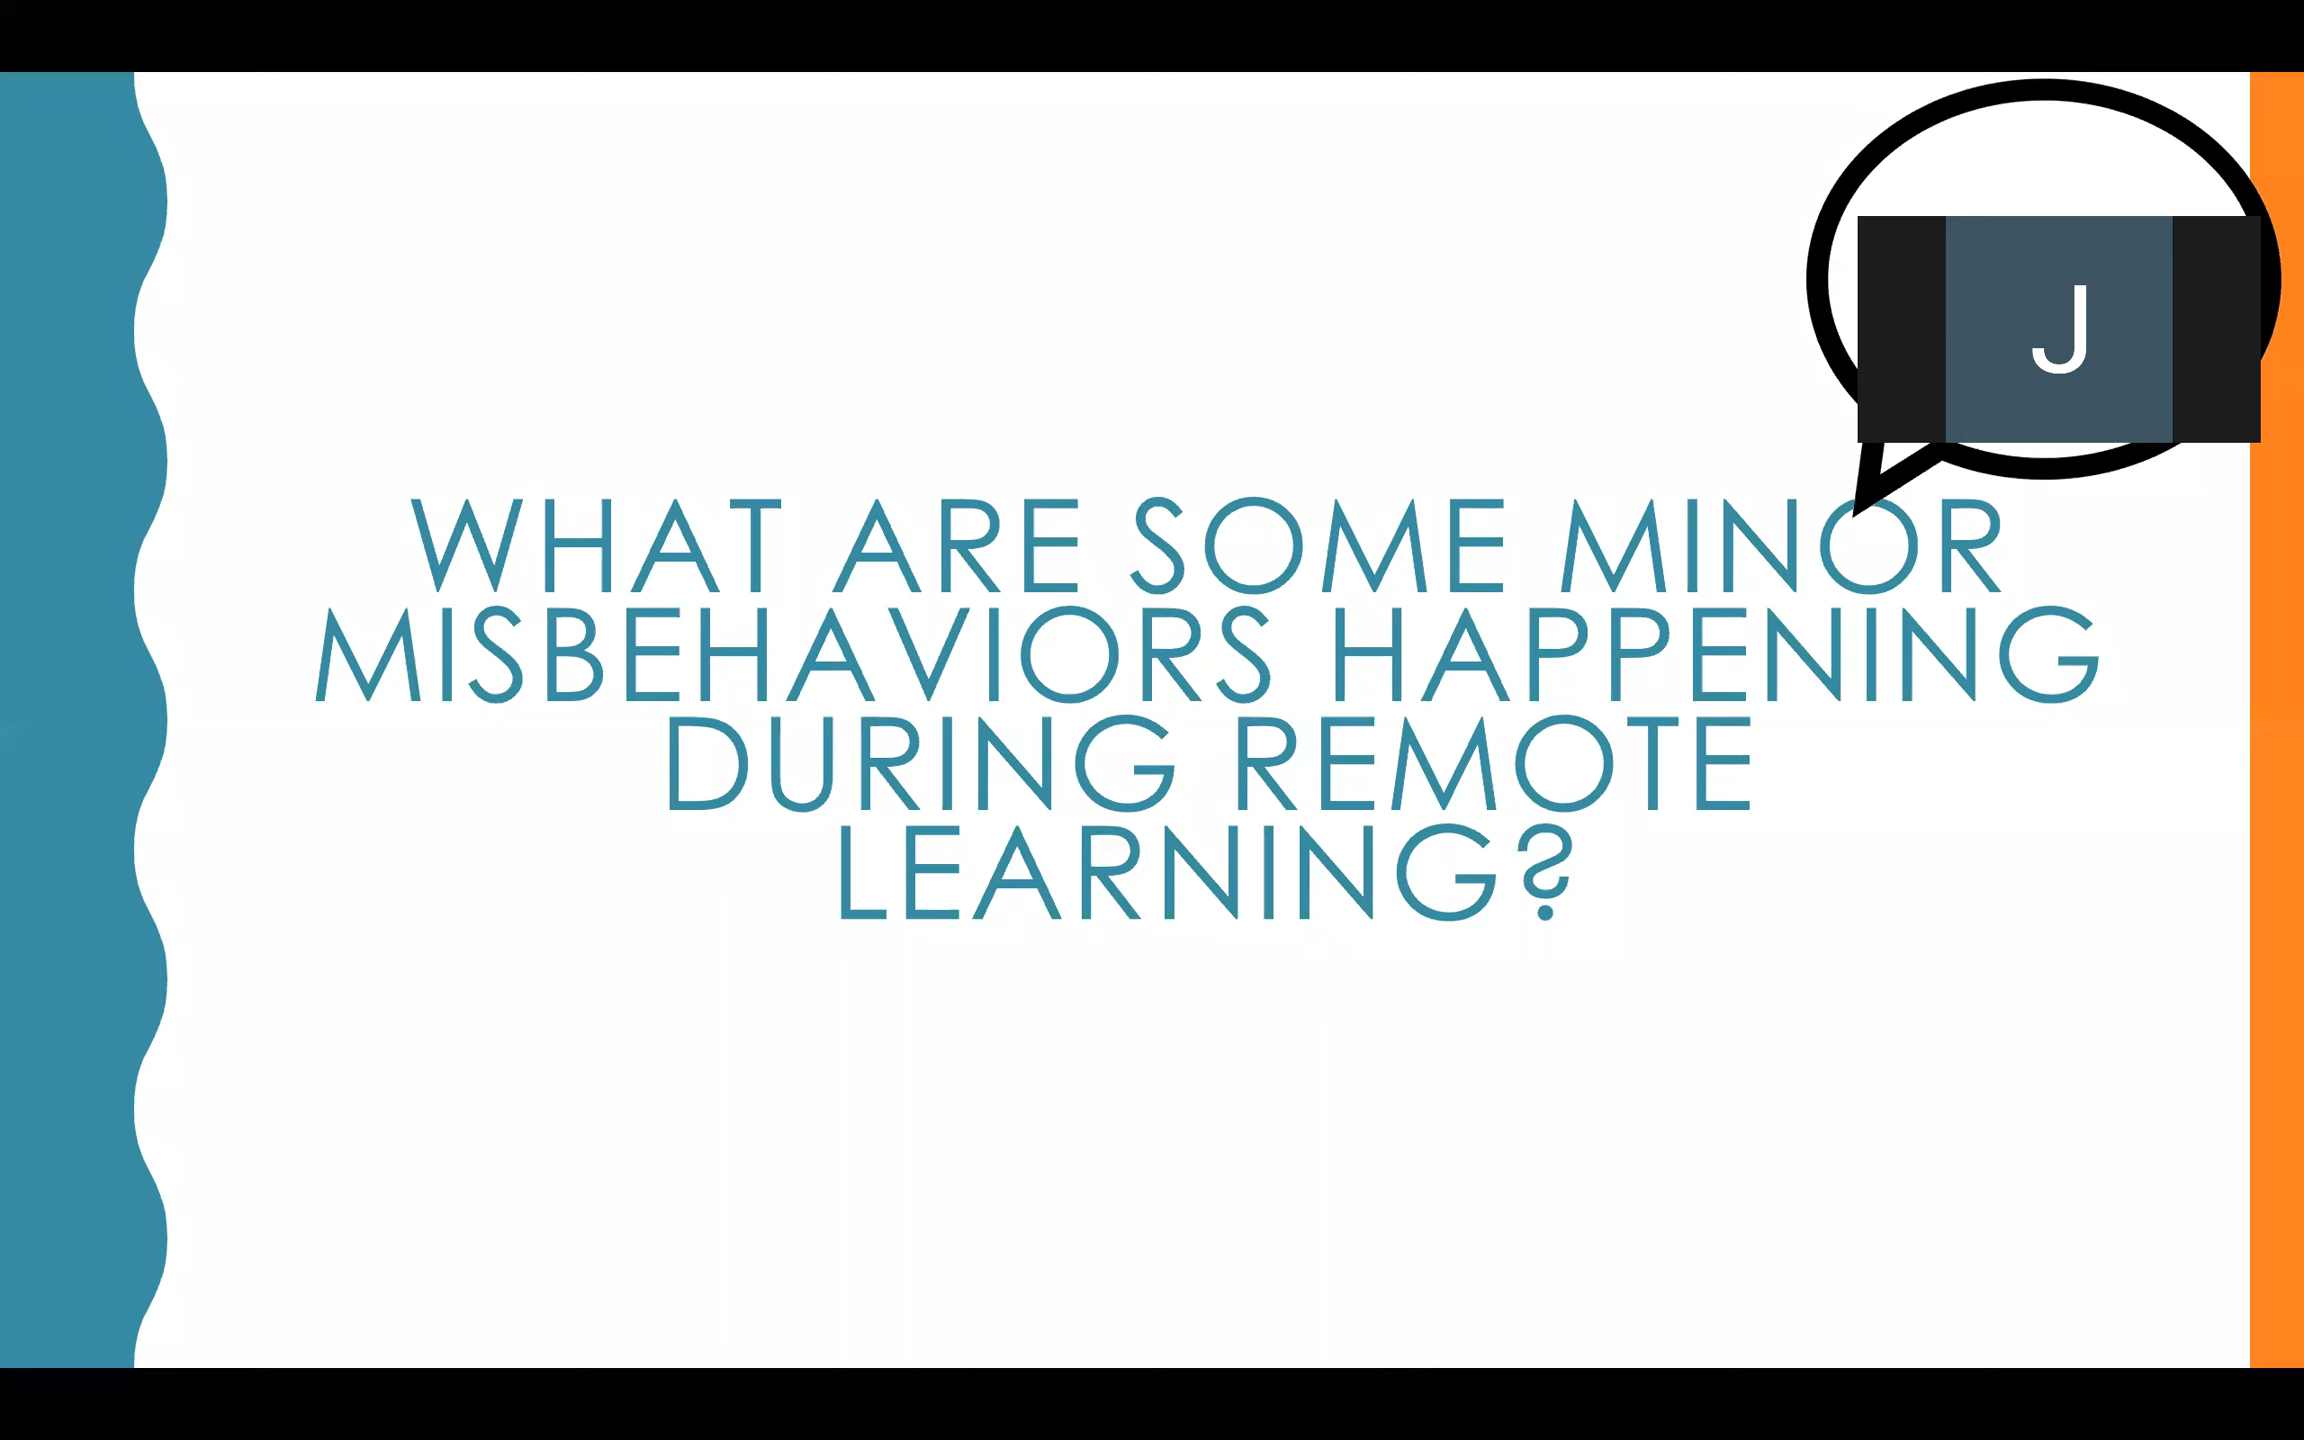 J
WHAT ARE SOME MINOR
MISBEHAVIORS HAPPENING
DURING REMOTE
LEARNING?